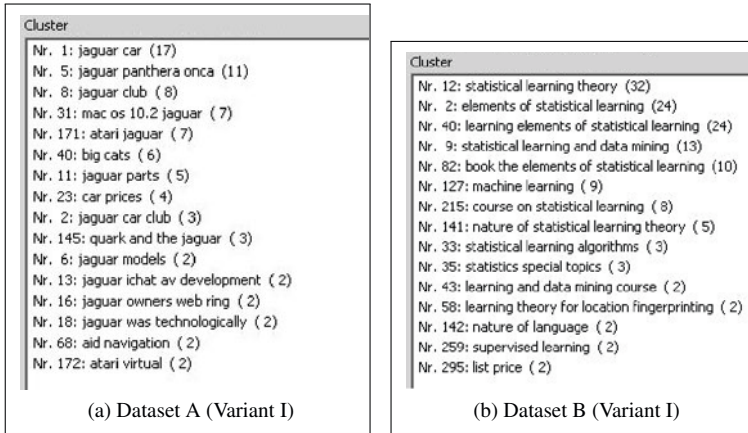 Cluster
Nr. 1: jaguar car (17)
Nr. 5: jaguar panthera onca (11)
Nr. 8: jaguar club ( 8)
Nr. 31: mac os 10.2 jaguar ( 7)
Nr. 171: atari jaguar ( 7)
Nr. 40: big cats ( 6)
Nr. 11: jaguar parts ( 5)
Nr. 23: car prices ( 4)
Nr. 2: jaguar car club ( 3)
Nr. 145: quark and the jaguar ( 3)
Nr. 6: jaguar models ( 2)
Nr. 13: jaguar ichat av development ( 2)
Nr. 16: jaguar owners web ring ( 2)
Nr. 18: jaguar was technologically ( 2)
Nr. 68: aid navigation ( 2)
Nr. 172: atari virtual ( 2)
(a) Dataset A (Variant I)
Cluster
Nr. 12: statistical learning theory (32)
Nr. 2: elements of statistical learning (24)
Nr. 40: learning elements of statistical learning (24)
Nr. 9: statistical learning and data mining (13)
Nr. 82: book the elements of statistical learning (10)
Nr. 127: machine learning ( 9)
Nr. 215: course on statistical learning ( 8)
Nr. 141: nature of statistical learning theory ( 5)
Nr. 33: statistical learning algorithms ( 3)
Nr. 35: statistics special topics ( 3)
Nr. 43: learning and data mining course ( 2)
Nr. 58: learning theory for location fingerprinting ( 2)
Nr. 142: nature of language ( 2)
Nr. 259: supervised learning ( 2)
Nr. 295: list price ( 2)
(b) Dataset B (Variant I)